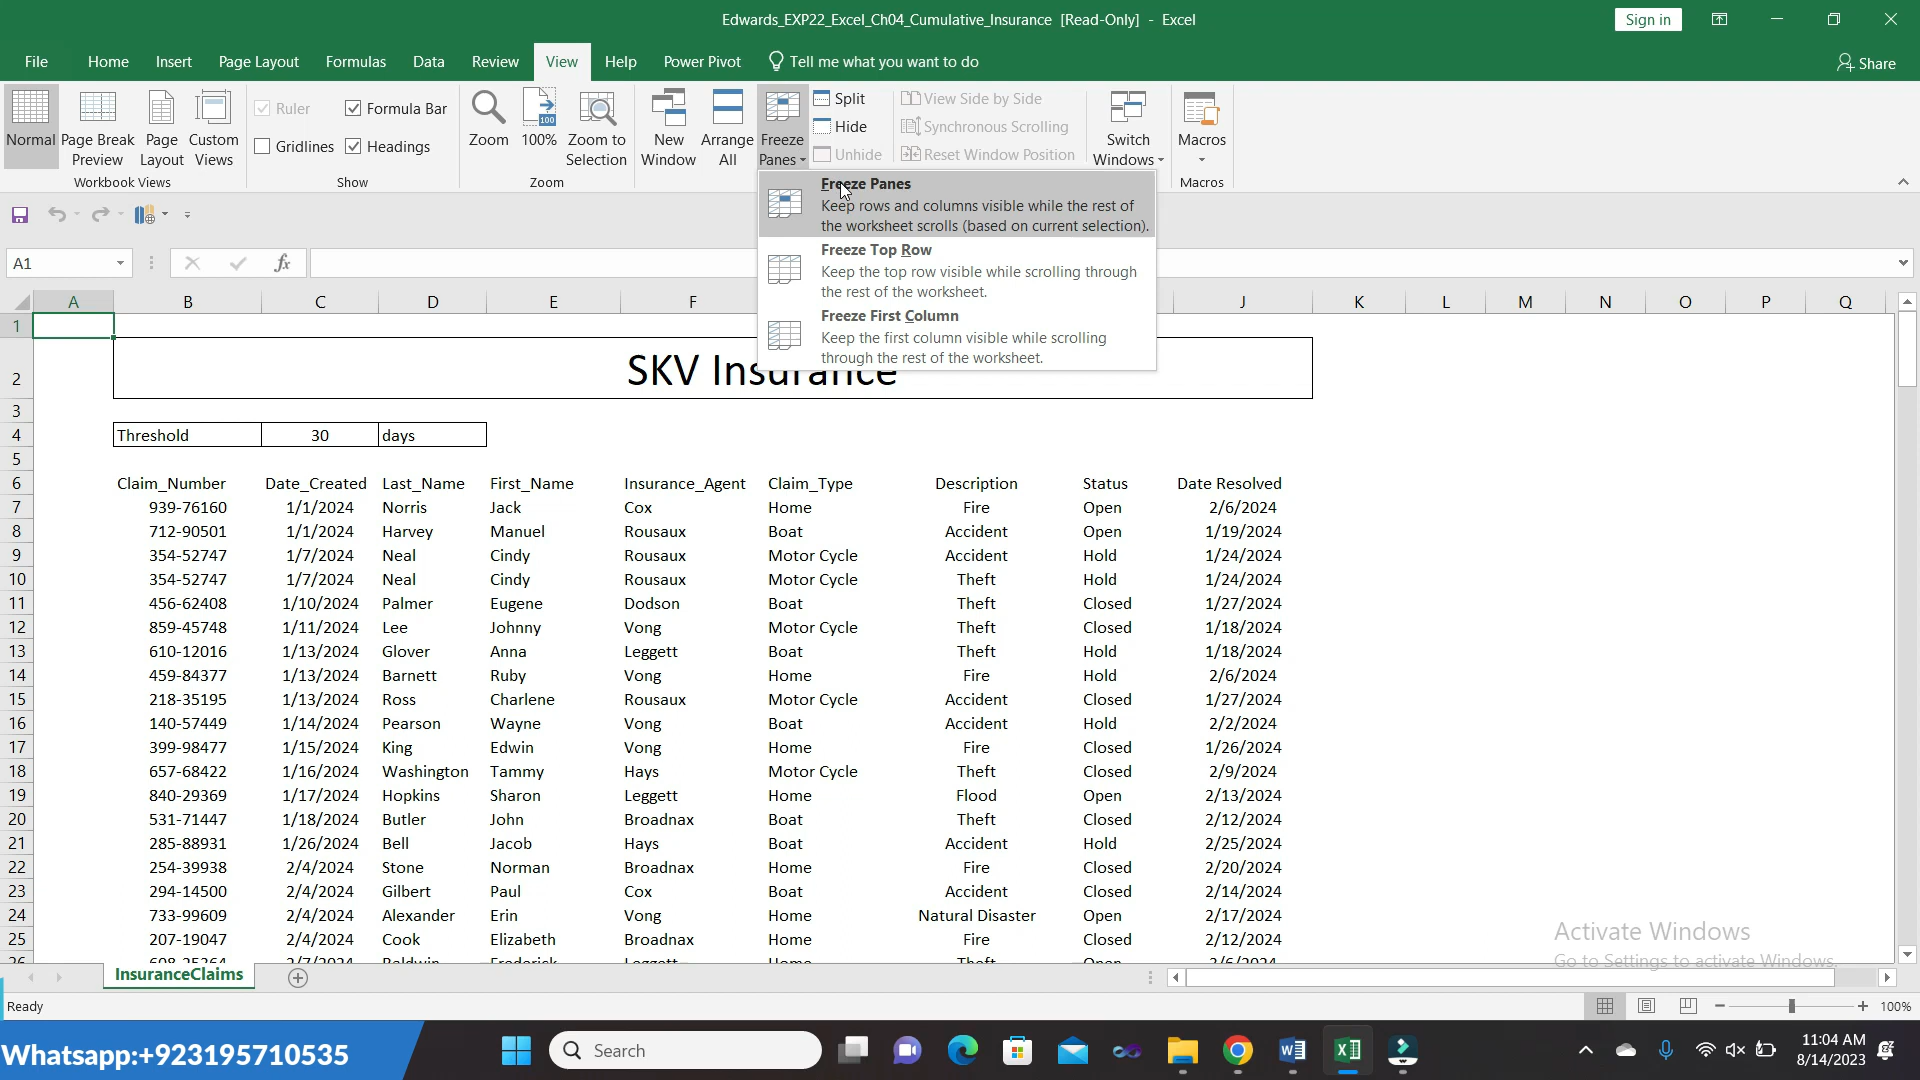 Edwards_EXP22_Excel_Ch04_Cumulative_Insurance [Read-Only] - Excel
Sign in
File Home Insert Page Layout Formulas Data Review View Help Power Pivot Tell me what you want to do
Share
Normal
Page Break Preview
Page Layout
Custom Views
Workbook Views
Ruler
Formula Bar
Gridlines
Headings
Show
Zoom
100
100%
Zoom to Selection
Zoom
New Window
Arrange All
Freeze Panes
Split
Hide
Unhide
View Side by Side
Synchronous Scrolling
Reset Window Position
Switch Windows
Macros
Macros
Freeze Panes
Keep rows and columns visible while the rest of
the worksheet scrolls (based on current selection).
Freeze Top Row
Keep the top row visible while scrolling through
the rest of the worksheet.
Freeze First Column
Keep the first column visible while scrolling
through the rest of the worksheet.
A1
fx
A B C D E F J K L M N O P Q
1
2 SKV Insurance
3
4 Threshold 30 days
5
6 Claim_Number Date_Created Last_Name First_Name Insurance_Agent Claim_Type Description Status Date Resolved
7 939-76160 1/1/2024 Norris Jack Cox Home Fire Open 2/6/2024
8 712-90501 1/1/2024 Harvey Manuel Rousaux Boat Accident Open 1/19/2024
9 354-52747 1/7/2024 Neal Cindy Rousaux Motor Cycle Accident Hold 1/24/2024
10 354-52747 1/7/2024 Neal Cindy Rousaux Motor Cycle Theft Hold 1/24/2024
11 456-62408 1/10/2024 Palmer Eugene Dodson Boat Theft Closed 1/27/2024
12 859-45748 1/11/2024 Lee Johnny Vong Motor Cycle Theft Closed 1/18/2024
13 610-12016 1/13/2024 Glover Anna Leggett Boat Theft Hold 1/18/2024
14 459-84377 1/13/2024 Barnett Ruby Vong Home Fire Hold 2/6/2024
15 218-35195 1/13/2024 Ross Charlene Rousaux Motor Cycle Accident Closed 1/27/2024
16 140-57449 1/14/2024 Pearson Wayne Vong Boat Accident Hold 2/2/2024
17 399-98477 1/15/2024 King Edwin Vong Home Fire Closed 1/26/2024
18 657-68422 1/16/2024 Washington Tammy Hays Motor Cycle Theft Closed 2/9/2024
19 840-29369 1/17/2024 Hopkins Sharon Leggett Home Flood Open 2/13/2024
20 531-71447 1/18/2024 Butler John Broadnax Boat Theft Closed 2/12/2024
21 285-88931 1/26/2024 Bell Jacob Hays Boat Accident Hold 2/25/2024
22 254-39938 2/4/2024 Stone Norman Broadnax Home Fire Closed 2/20/2024
23 294-14500 2/4/2024 Gilbert Paul Cox Boat Accident Closed 2/14/2024
24 733-99609 2/4/2024 Alexander Erin Vong Home Natural Disaster Open 2/17/2024
25 207-19047 2/4/2024 Cook Elizabeth Broadnax Home Fire Closed 2/12/2024
Activate Windows
Go to Settings to activate Windows.
InsuranceClaims
Ready
100%
Whatsapp:+923195710535
Search
11:04 AM
8/14/2023